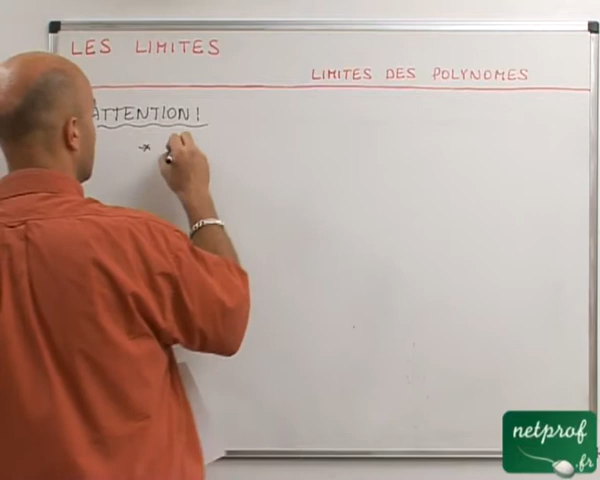 LES LIMITES
LIMITES DES POLYNOMES
ATTENTION!
netprof
.fr